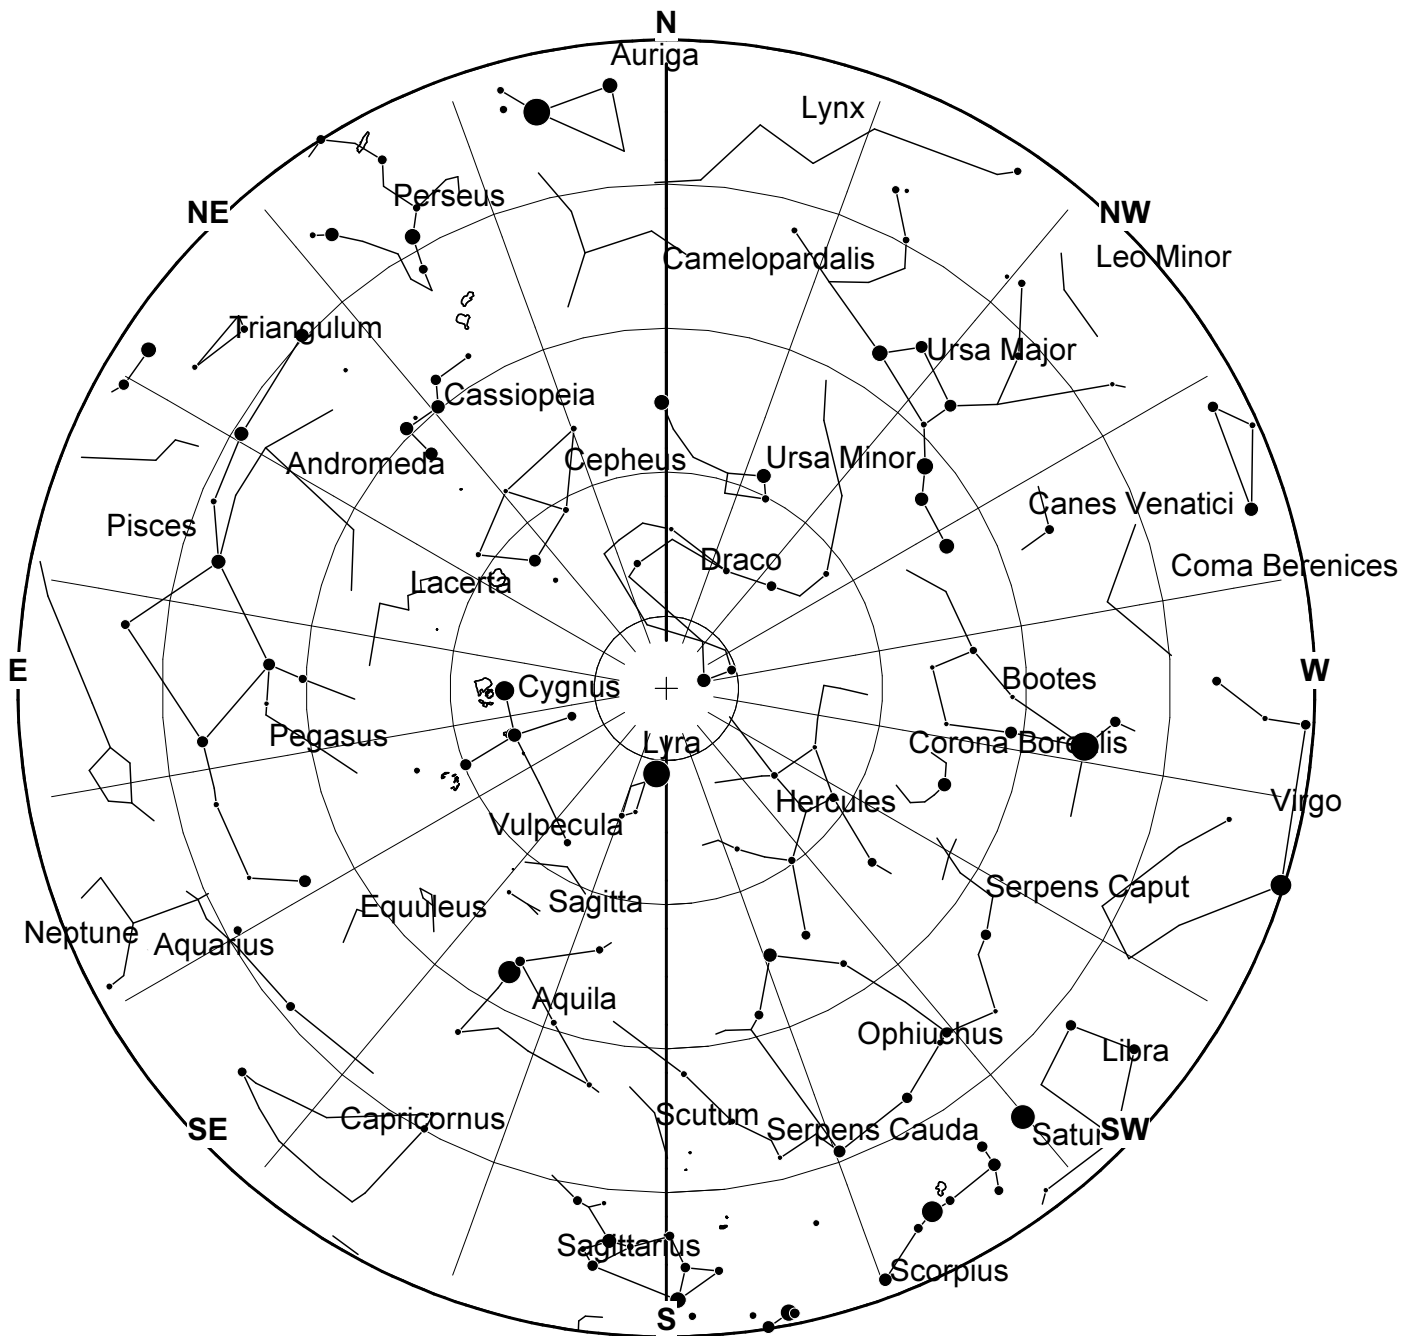 N
Auriga
Lynx
Perseus
NE
NW
Camelopardalis
Leo Minor
Triangulum
Ursa Major
Cassiopeia
Andromeda
Cepheus
Ursa Minor
Canes Venatici
Pisces
Draco
Coma Berenices
Lacerta
E
W
Cygnus
Bootes
Pegasus
Lyra
Corona Borealis
Hercules
Virgo
Vulpecula
Serpens Caput
Equuleus
Sagitta
Neptune
Aquarius
Aquila
Ophiuchus
Libra
Capricornus
Scutum
Serpens Cauda
SE
Satur
SW
Sagittarius
Scorpius
S